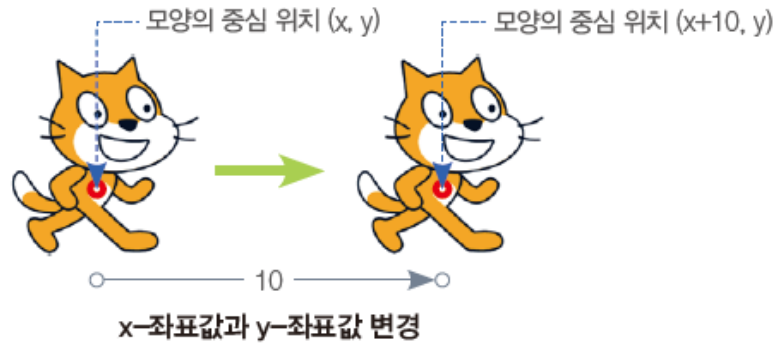 모양의 중심 위치 (x, y)
모양의 중심 위치 (x+10, y)
10
x-좌표값과 y-좌표값 변경